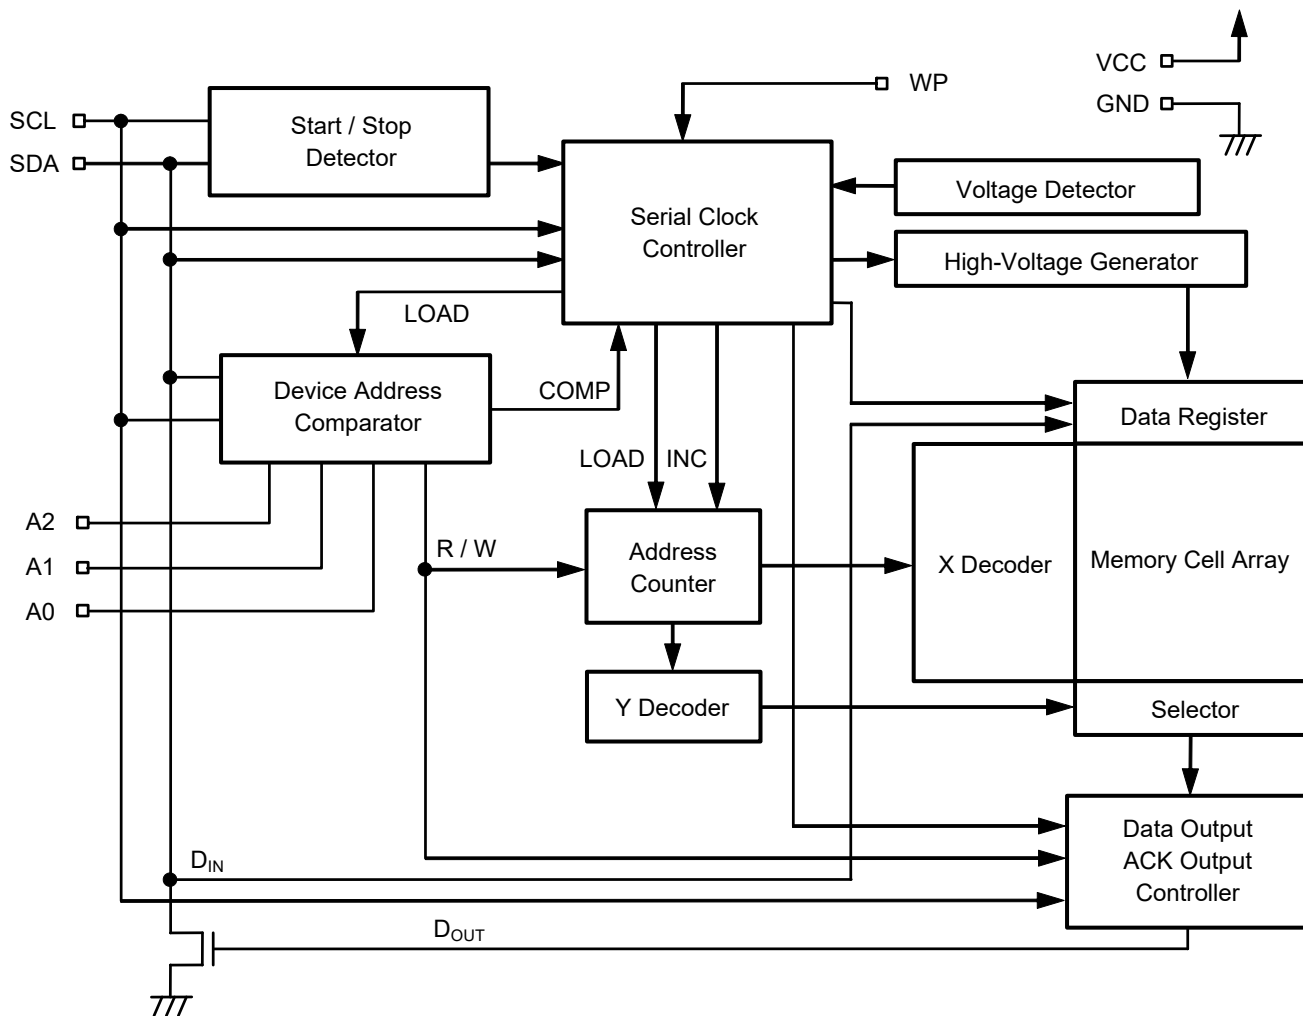 VCC
WP
GND
SCL
Start / Stop
Detector
SDA
Voltage Detector
Serial Clock
Controller
High-Voltage Generator
LOAD
Device Address
Comparator
COMP
Data Register
LOAD
INC
A2
R / W
Address
Counter
X Decoder
Memory Cell Array
A1
A0
Y Decoder
Selector
Data Output
ACK Output
Controller
DIN
DOUT